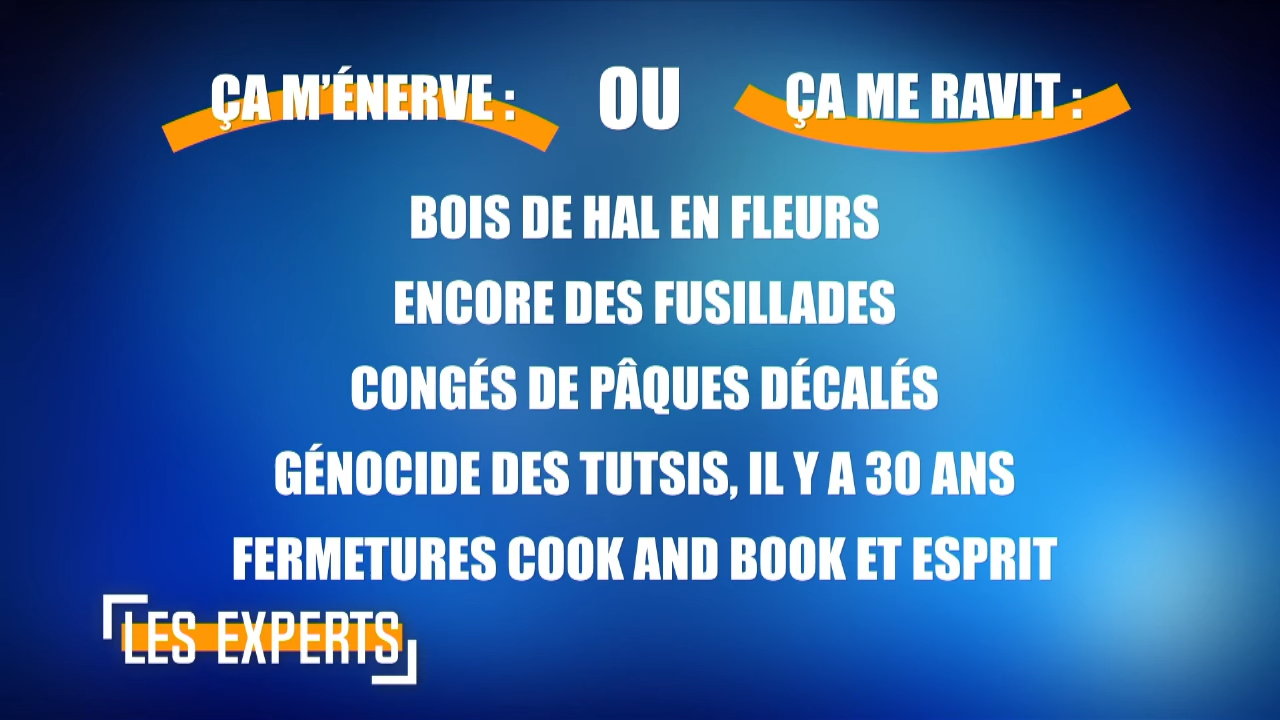 ÇA M'ÉNERVE : OU ÇA ME RAVIT :
BOIS DE HAL EN FLEURS
ENCORE DES FUSILLADES
CONGÉS DE PÂQUES DÉCALÉS
GÉNOCIDE DES TUTSIS, IL Y A 30 ANS
FERMETURES COOK AND BOOK ET ESPRIT
LES EXPERTS